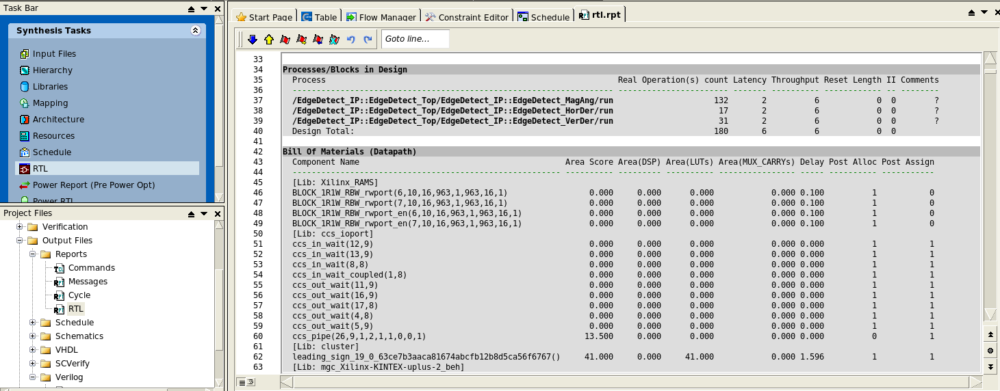 Task Bar
Synthesis Tasks
Input Files
Hierarchy
Libraries
Mapping
Architecture
Resources
Schedule
RTL
Power Report (Pre Power Opt)
Power RTL
Project Files
Verification
Output Files
Reports
Commands
Messages
Cycle
RTL
Schedule
Schematics
VHDL
SCVerify
Verilog
Start Page Table Flow Manager Constraint Editor Schedule rtl.rpt
Goto line...
33
34 Processes/Blocks in Design
35 Process Real Operation(s) count Latency Throughput Reset Length II Comments
36 ------------------------------------------------------------------- ----------------------- ------- ---------- ------------ -- --------
37 /EdgeDetect_IP::EdgeDetect_Top/EdgeDetect_IP::EdgeDetect_MagAng/run 132 2 6 0 0 ?
38 /EdgeDetect_IP::EdgeDetect_Top/EdgeDetect_IP::EdgeDetect_HorDer/run 17 2 6 0 0 ?
39 /EdgeDetect_IP::EdgeDetect_Top/EdgeDetect_IP::EdgeDetect_VerDer/run 31 2 6 0 0 ?
40 Design Total: 180 6 6 0 0
41
42 Bill Of Materials (Datapath)
43 Component Name Area Score Area(DSP) Area(LUTs) Area(MUX_CARRYs) Delay Post Alloc Post Assign
44 -------------------------------------------------------- ---------- --------- ---------- ---------------- ----- ---------- -----------
45 [Lib: Xilinx_RAMS]
46 BLOCK_1R1W_RBW_rwport(6,10,16,963,1,963,16,1) 0.000 0.000 0.000 0.000 0.100 1 0
47 BLOCK_1R1W_RBW_rwport(7,10,16,963,1,963,16,1) 0.000 0.000 0.000 0.000 0.100 1 0
48 BLOCK_1R1W_RBW_rwport_en(6,10,16,963,1,963,16,1) 0.000 0.000 0.000 0.000 0.100 1 0
49 BLOCK_1R1W_RBW_rwport_en(7,10,16,963,1,963,16,1) 0.000 0.000 0.000 0.000 0.100 1 0
50 [Lib: ccs_ioport]
51 ccs_in_wait(12,9) 0.000 0.000 0.000 0.000 0.000 1 1
52 ccs_in_wait(13,9) 0.000 0.000 0.000 0.000 0.000 1 1
53 ccs_in_wait(8,8) 0.000 0.000 0.000 0.000 0.000 1 1
54 ccs_in_wait_coupled(1,8) 0.000 0.000 0.000 0.000 0.000 1 1
55 ccs_out_wait(11,9) 0.000 0.000 0.000 0.000 0.000 1 1
56 ccs_out_wait(16,9) 0.000 0.000 0.000 0.000 0.000 1 1
57 ccs_out_wait(17,8) 0.000 0.000 0.000 0.000 0.000 1 1
58 ccs_out_wait(4,8) 0.000 0.000 0.000 0.000 0.000 1 1
59 ccs_out_wait(5,9) 0.000 0.000 0.000 0.000 0.000 1 1
60 ccs_pipe(26,9,1,2,1,1,0,0,1) 13.500 0.000 0.000 0.000 0.000 0 1
61 [Lib: cluster]
62 leading_sign_19_0_63ce7b3aaca81674abcfb12b8d5ca56f6767() 41.000 0.000 41.000 0.000 1.596 1 1
63 [Lib: mgc_Xilinx-KINTEX-uplus-2_beh]